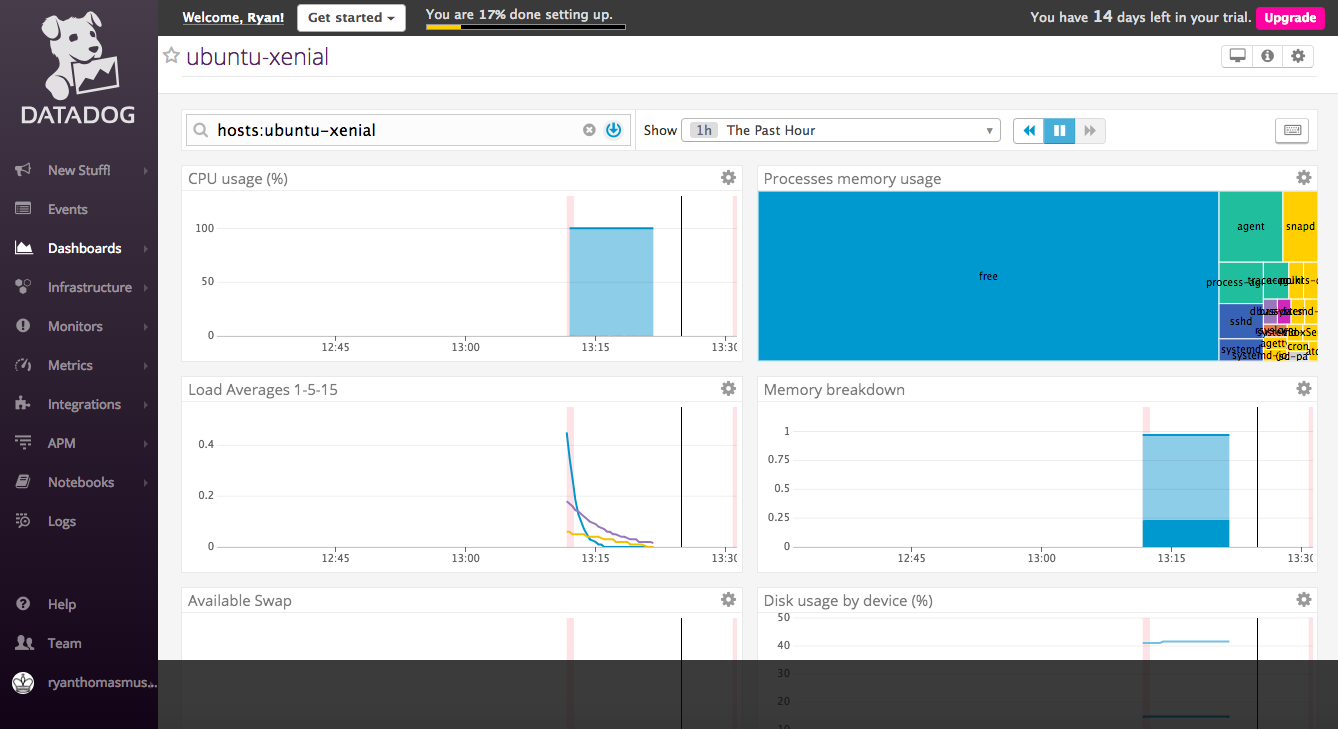 DATADOG
New Stuff!
Events
Dashboards
Infrastructure
Monitors
Metrics
Integrations
APM
Notebooks
Logs
Help
Team
ryanthomasmus...
Welcome, Ryan!
Get started
You are 17% done setting up.
You have 14 days left in your trial.
Upgrade
ubuntu-xenial
hosts:ubuntu-xenial
Show
1h The Past Hour
CPU usage (%)
100
50
0
12:45 13:00 13:15 13:30
Processes memory usage
free
agent
snapd
sshd
systemd
cron
Load Averages 1-5-15
0.4
0.2
0
12:45 13:00 13:15 13:30
Memory breakdown
1
0.75
0.5
0.25
0
12:45 13:00 13:15 13:30
Available Swap
Disk usage by device (%)
50
40
30
20
10